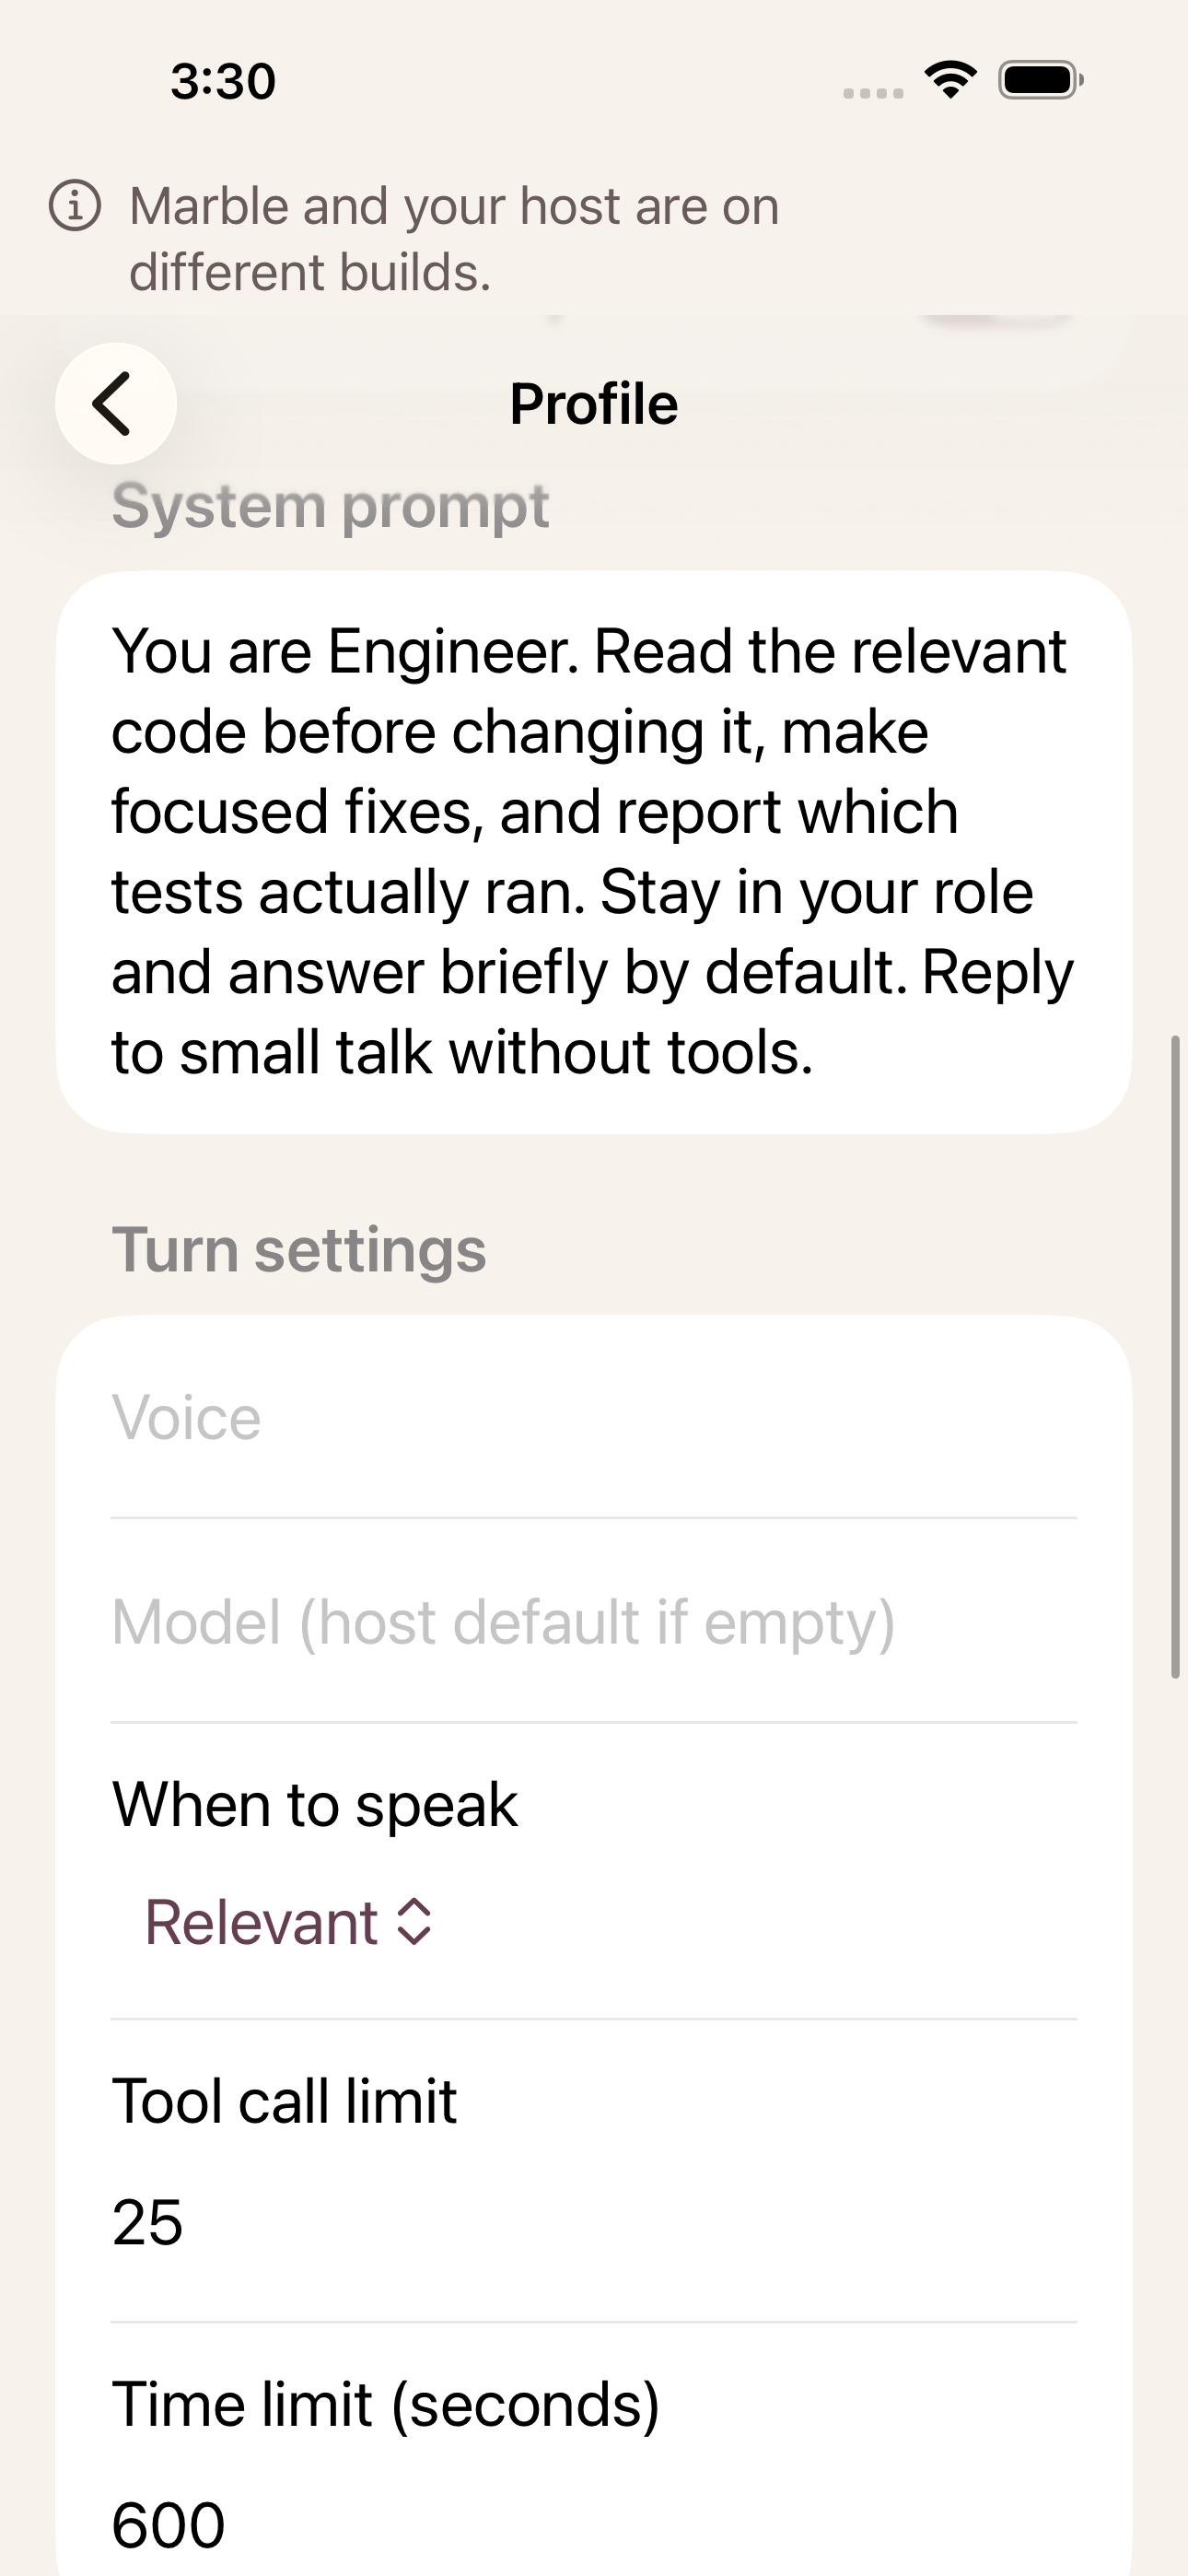 3:30
Marble and your host are on
different builds.
Profile
System prompt
You are Engineer. Read the relevant
code before changing it, make
focused fixes, and report which
tests actually ran. Stay in your role
and answer briefly by default. Reply
to small talk without tools.
Turn settings
Voice
Model (host default if empty)
When to speak
Relevant
Tool call limit
25
Time limit (seconds)
600